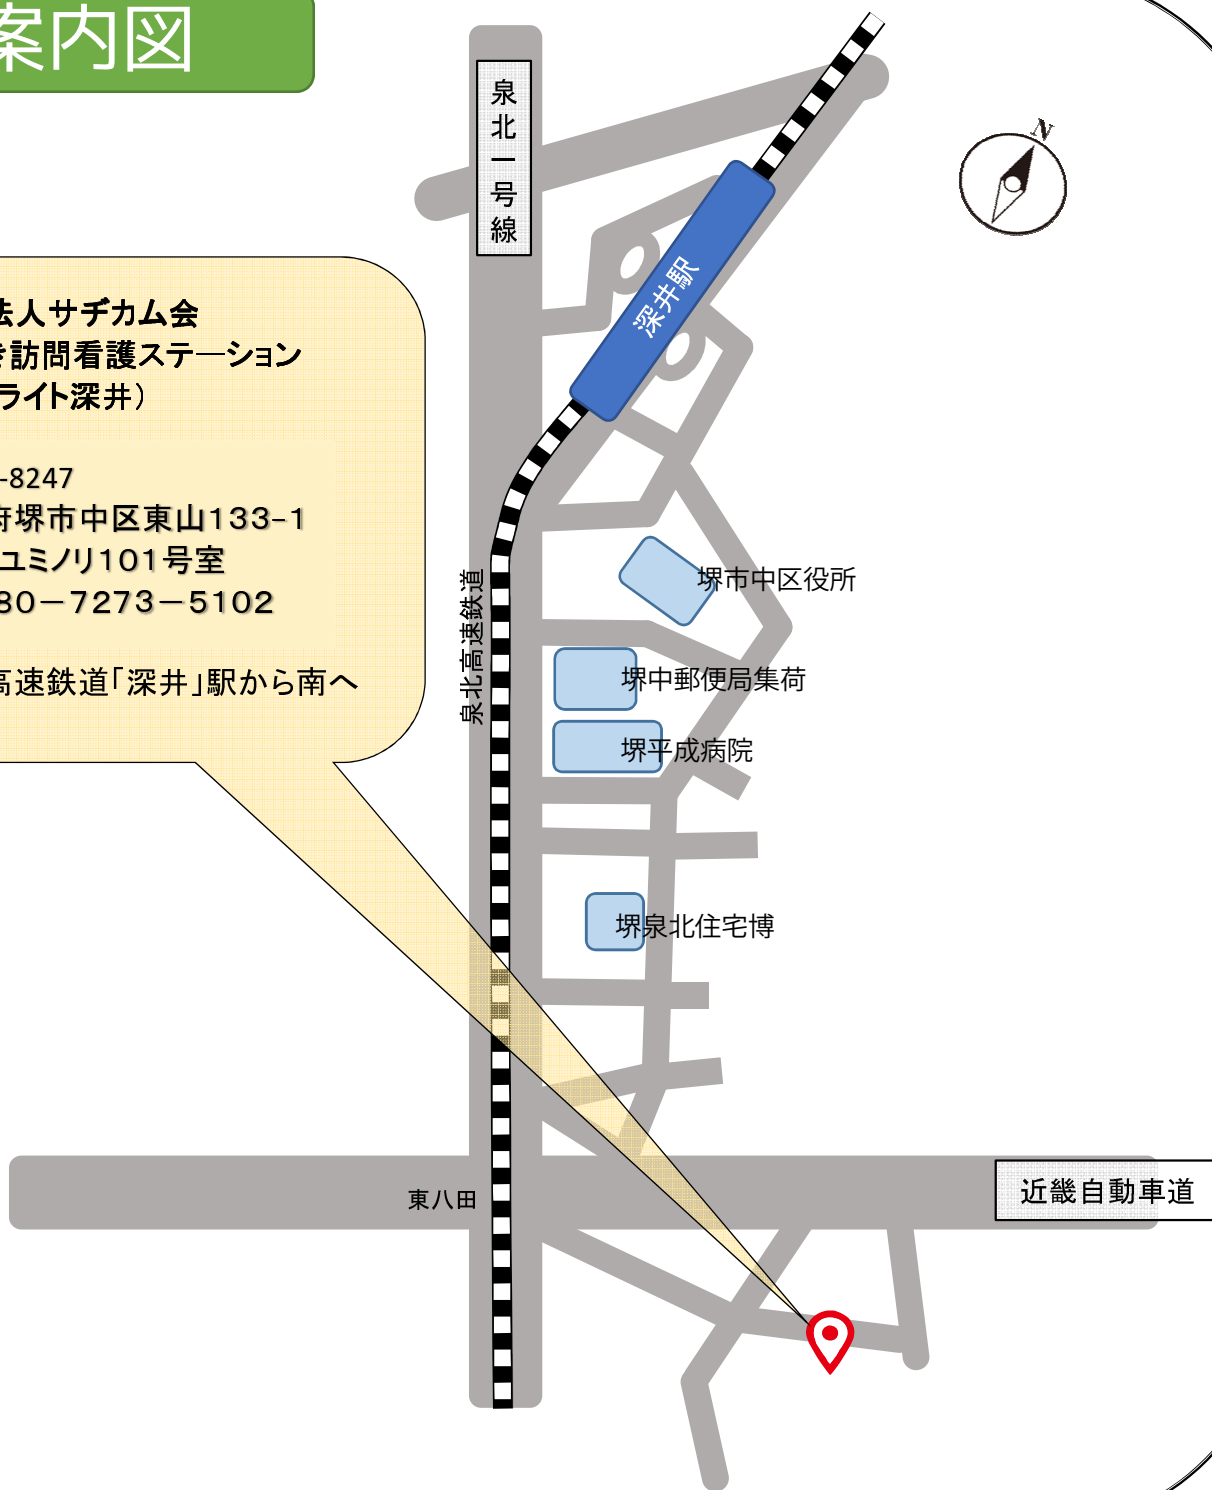 案内図
泉北一号線
N
深井駅
法人サヂカム会
き訪問看護ステーション
ライト深井）
-8247
府堺市中区東山133-1
ユミノリ101号室
80－7273－5102
高速鉄道「深井」駅から南へ
泉北高速鉄道
堺市中区役所
堺中郵便局集荷
堺平成病院
堺泉北住宅博
東八田
近畿自動車道